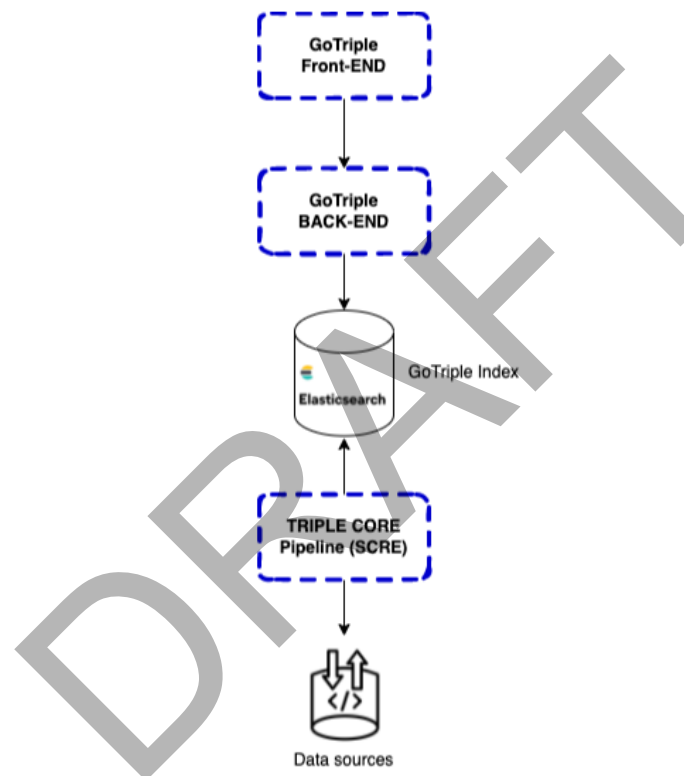 GoTriple
Front-END
GoTriple
BACK-END
Elasticsearch
GoTriple Index
TRIPLE CORE
Pipeline (SCRE)
</>
Data sources
DRAFT